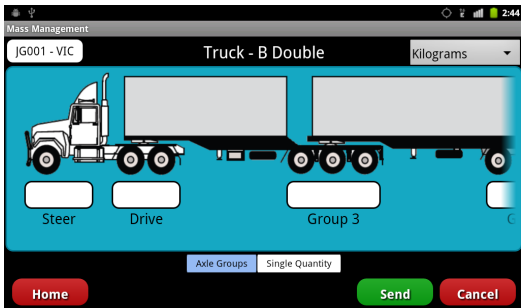 2:44
Mass Management
JG001 - VIC
Truck - B Double
Kilograms
Steer
Drive
Group 3
G
Axle Groups
Single Quantity
Home
Send
Cancel